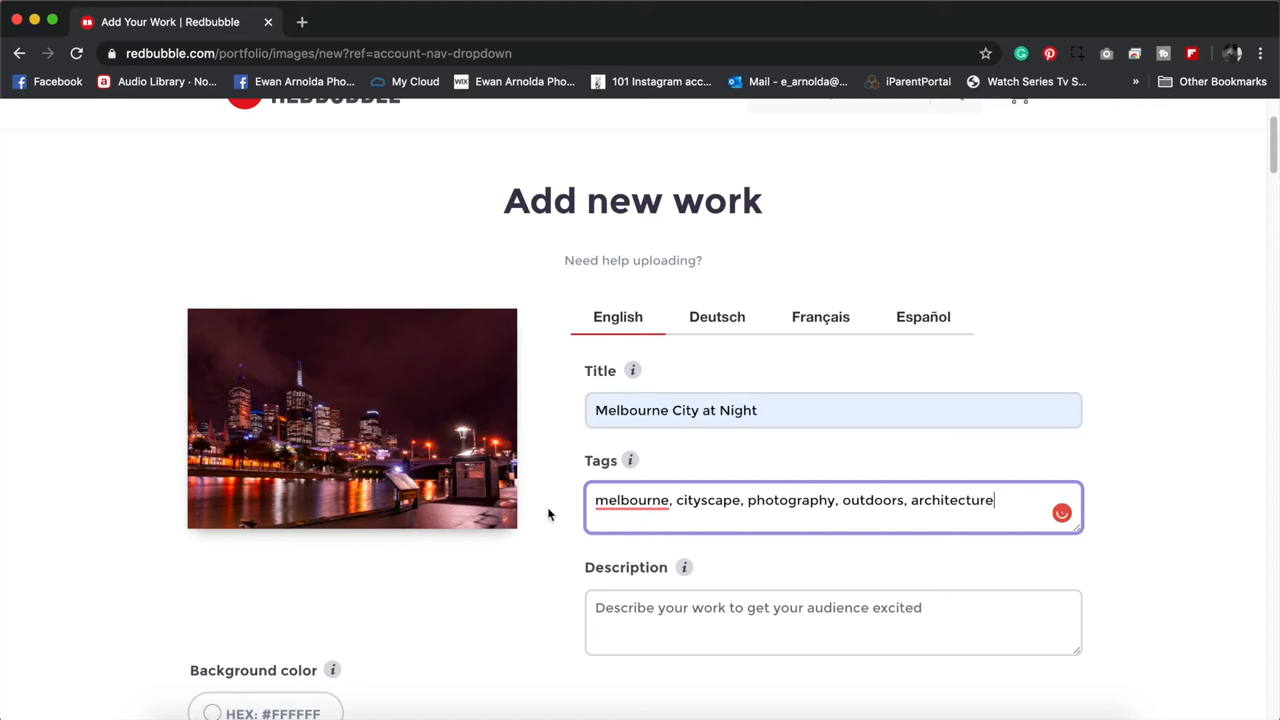 Add Your Work | Redbubble
redbubble.com/portfolio/images/new?ref=account-nav-dropdown
Facebook Audio Library · No... Ewan Arnolda Pho... My Cloud WIX Ewan Arnolda Pho... 101 Instagram acc... Mail - e_arnolda@... iParentPortal Watch Series Tv S... » Other Bookmarks
REDBUBBLE
Add new work
Need help uploading?
English Deutsch Français Español
Title i
Melbourne City at Night
Tags i
melbourne, cityscape, photography, outdoors, architecture
Description i
Describe your work to get your audience excited
Background color i
HEX: #FFFFFF